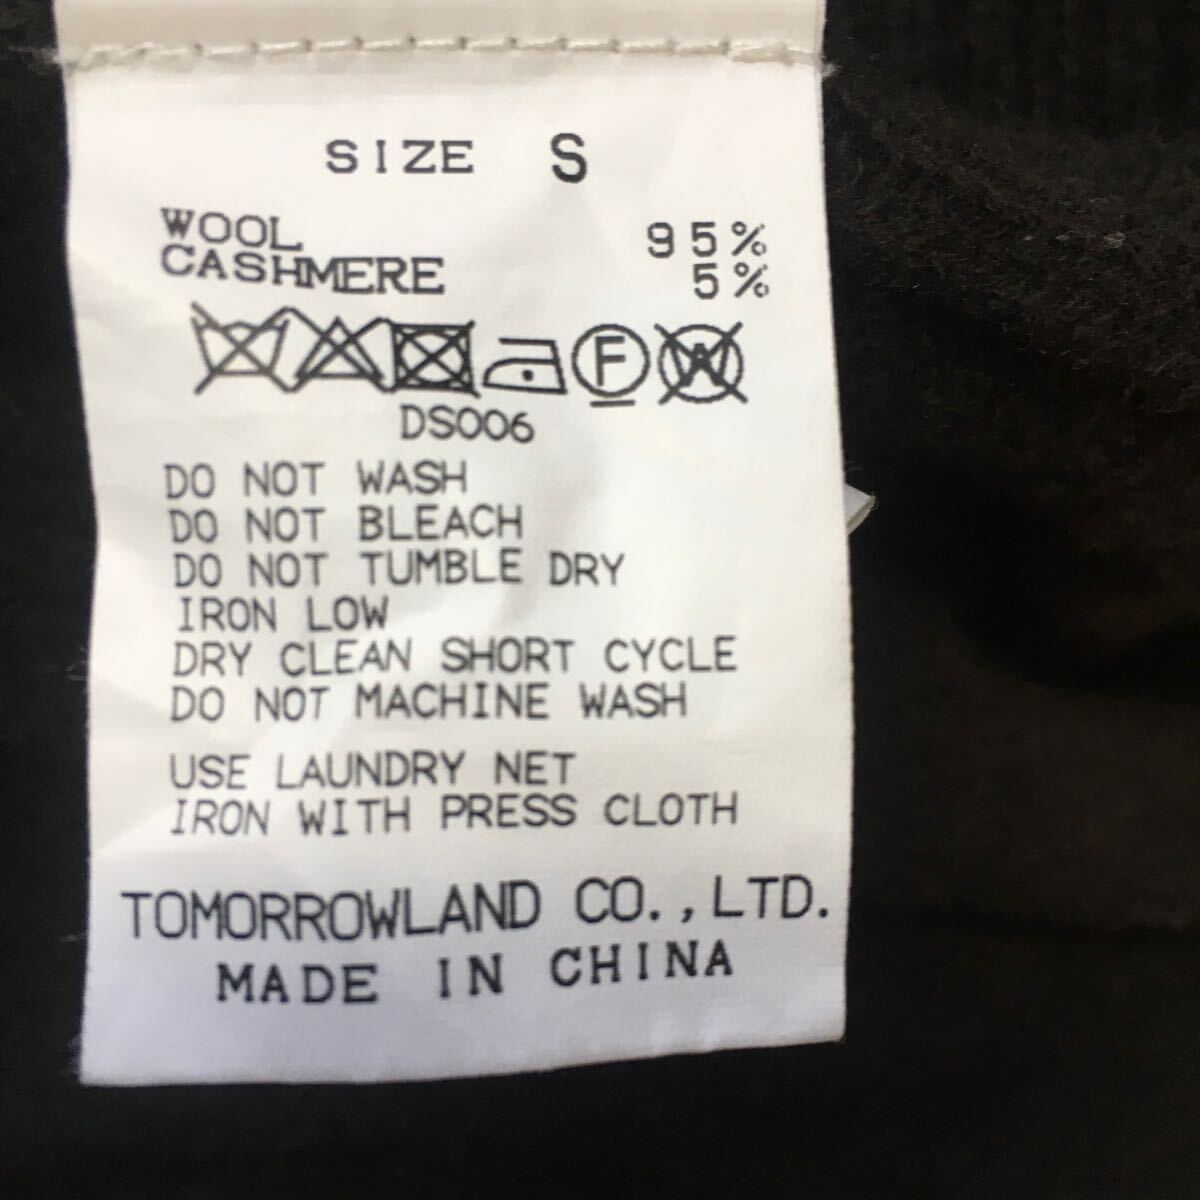 SIZE S
WOOL 95%
CASHMERE 5%
F W
DS006
DO NOT WASH
DO NOT BLEACH
DO NOT TUMBLE DRY
IRON LOW
DRY CLEAN SHORT CYCLE
DO NOT MACHINE WASH
USE LAUNDRY NET
IRON WITH PRESS CLOTH
TOMORROWLAND CO.,LTD.
MADE IN CHINA